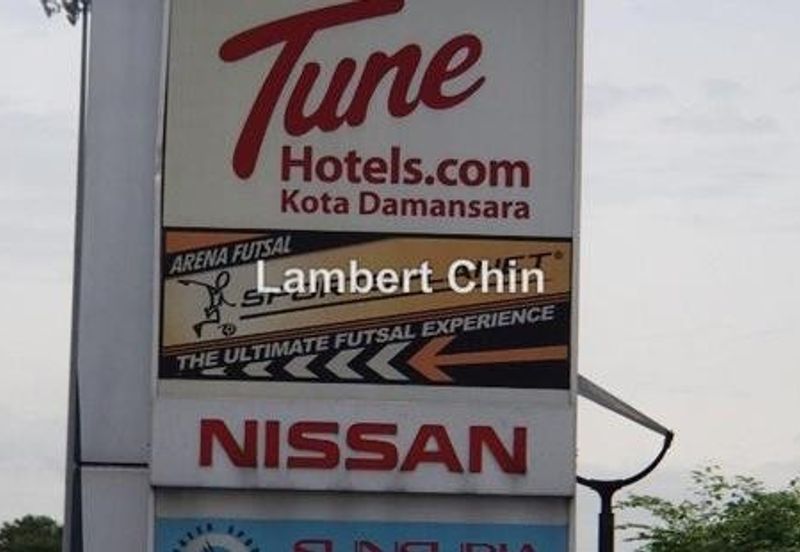 Tune
Hotels.com
Kota Damansara
ARENA FUTSAL
Lambert Chin
THE ULTIMATE FUTSAL EXPERIENCE
NISSAN